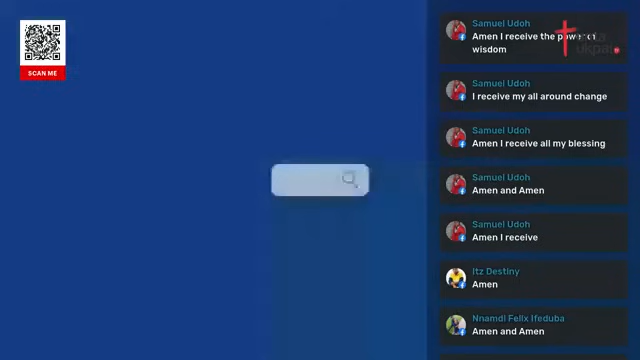 SCAN ME
Samuel Udoh
Amen I receive the power of
wisdom
Samuel Udoh
I receive my all around change
Samuel Udoh
Amen I receive all my blessing
Samuel Udoh
Amen and Amen
Samuel Udoh
Amen I receive
Itz Destiny
Amen
Nnamdi Felix Ifeduba
Amen and Amen